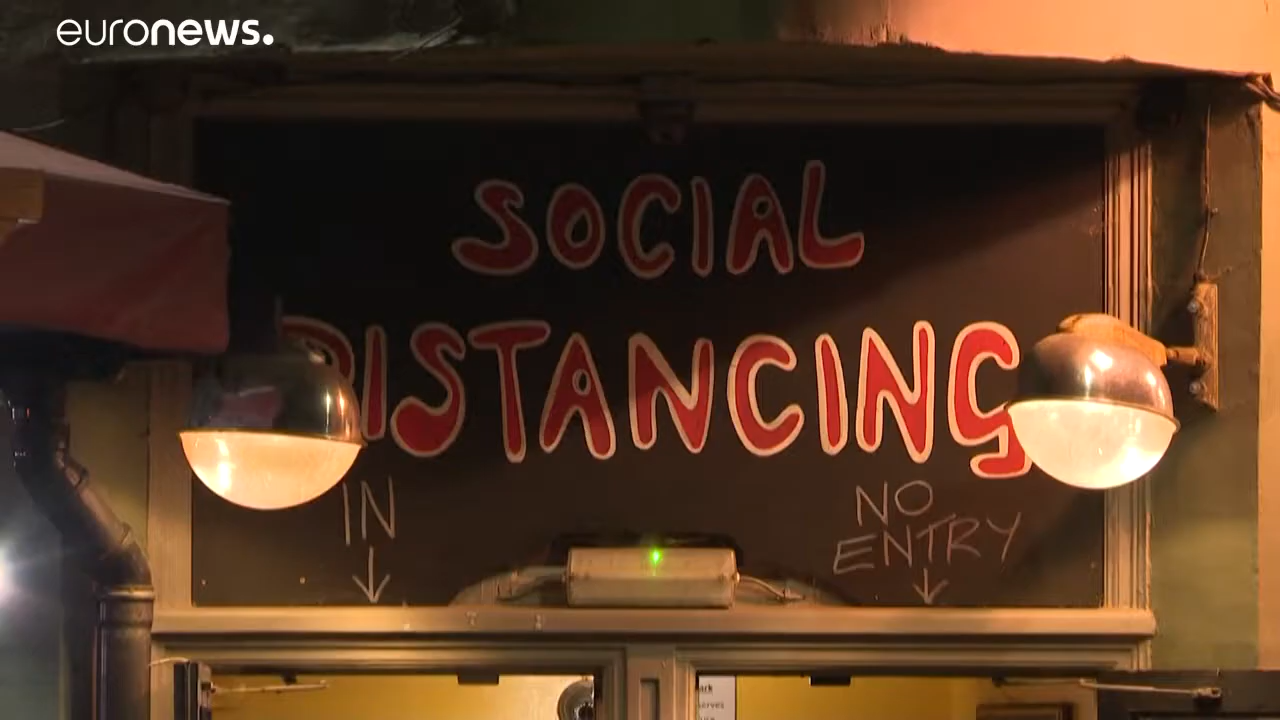 euronews.
SOCIAL
DISTANCING
IN
NO
ENTRY